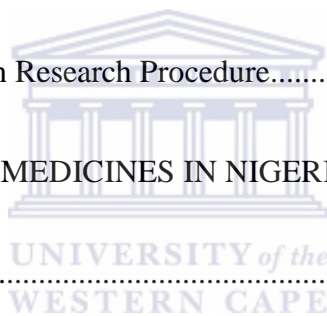 n Research Procedure.......
MEDICINES IN NIGERI
UNIVERSITY of the
....................................
WESTERN CAPE